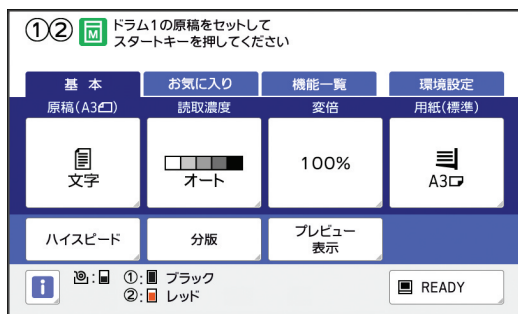 ①② M ドラム1の原稿をセットして
スタートキーを押してください
基本 お気に入り 機能一覧 環境設定
原稿(A3) 読取濃度 変倍 用紙(標準)
文字 オート 100% A3
ハイスピード 分版 プレビュー
表示
i : ①: ブラック
②: レッド
READY